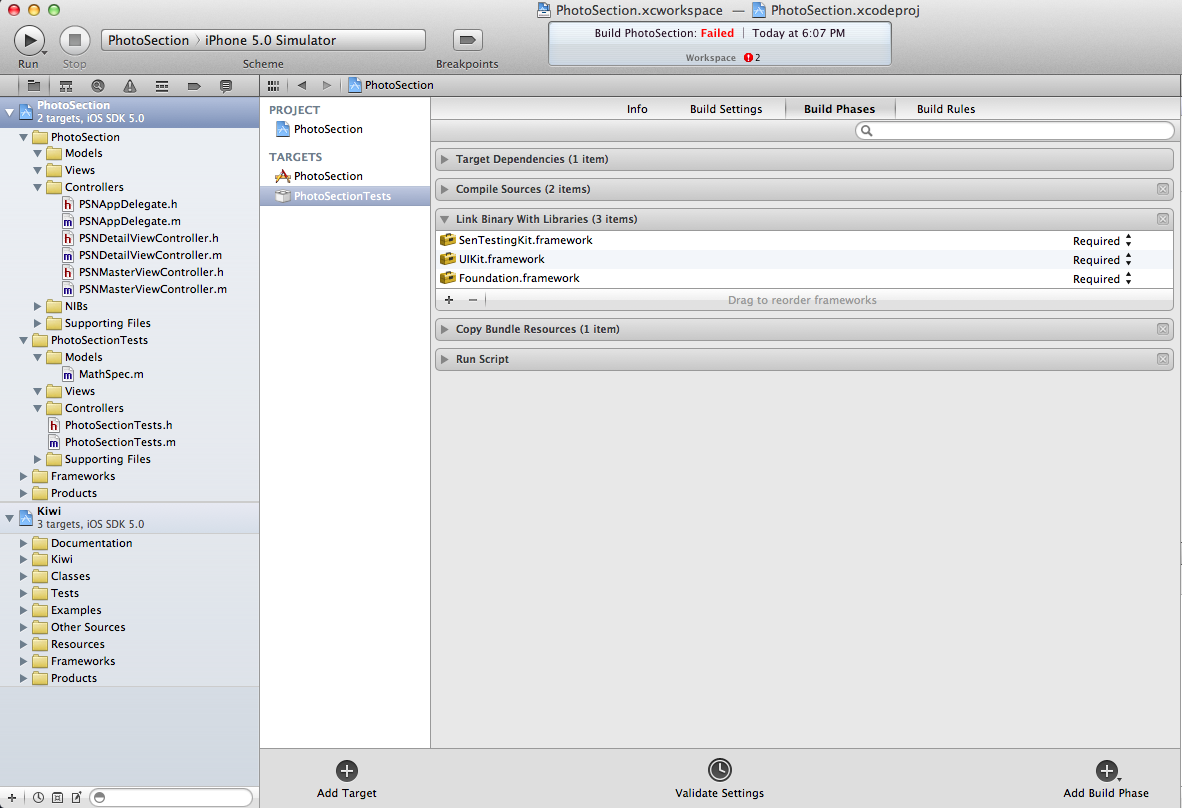 PhotoSection.xcworkspace — PhotoSection.xcodeproj
Run
Stop
PhotoSection › iPhone 5.0 Simulator
Scheme
Breakpoints
Build PhotoSection: Failed | Today at 6:07 PM
Workspace 2
PhotoSection
PhotoSection
2 targets, iOS SDK 5.0
PhotoSection
Models
Views
Controllers
h PSNAppDelegate.h
m PSNAppDelegate.m
h PSNDetailViewController.h
m PSNDetailViewController.m
h PSNMasterViewController.h
m PSNMasterViewController.m
NIBs
Supporting Files
PhotoSectionTests
Models
m MathSpec.m
Views
Controllers
h PhotoSectionTests.h
m PhotoSectionTests.m
Supporting Files
Frameworks
Products
Kiwi
3 targets, iOS SDK 5.0
Documentation
Kiwi
Classes
Tests
Examples
Other Sources
Resources
Frameworks
Products
PROJECT
PhotoSection
TARGETS
PhotoSection
PhotoSectionTests
Info
Build Settings
Build Phases
Build Rules
Target Dependencies (1 item)
Compile Sources (2 items)
Link Binary With Libraries (3 items)
SenTestingKit.framework Required
UIKit.framework Required
Foundation.framework Required
Drag to reorder frameworks
Copy Bundle Resources (1 item)
Run Script
Add Target
Validate Settings
Add Build Phase